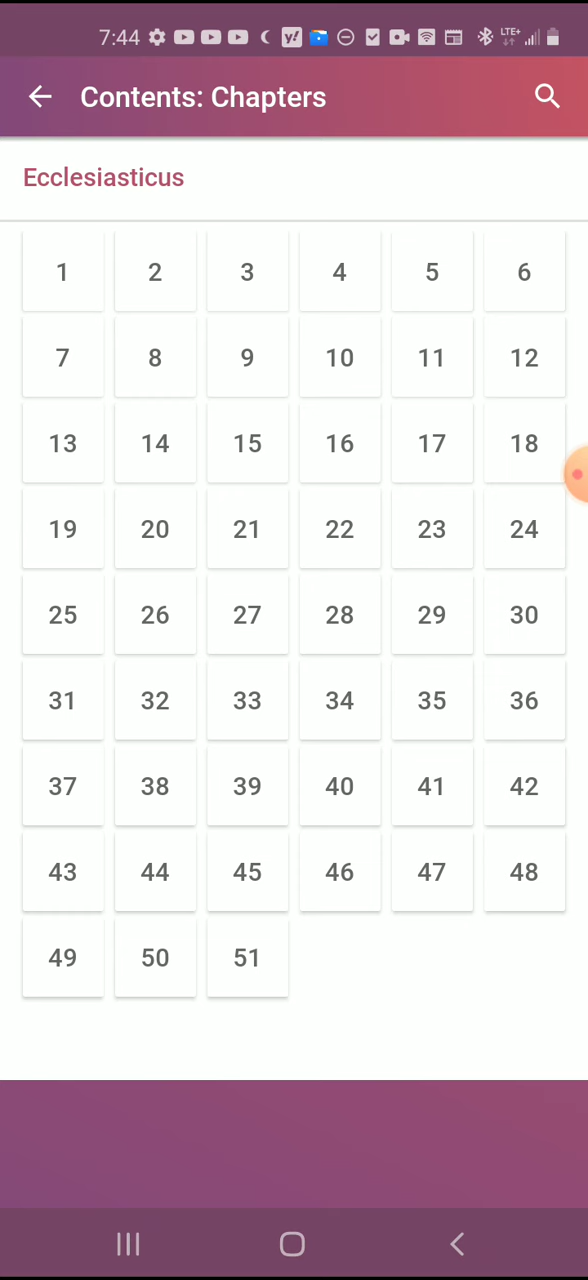 7:44 y! LTE+
Contents: Chapters
Ecclesiasticus
1 2 3 4 5 6
7 8 9 10 11 12
13 14 15 16 17 18
19 20 21 22 23 24
25 26 27 28 29 30
31 32 33 34 35 36
37 38 39 40 41 42
43 44 45 46 47 48
49 50 51